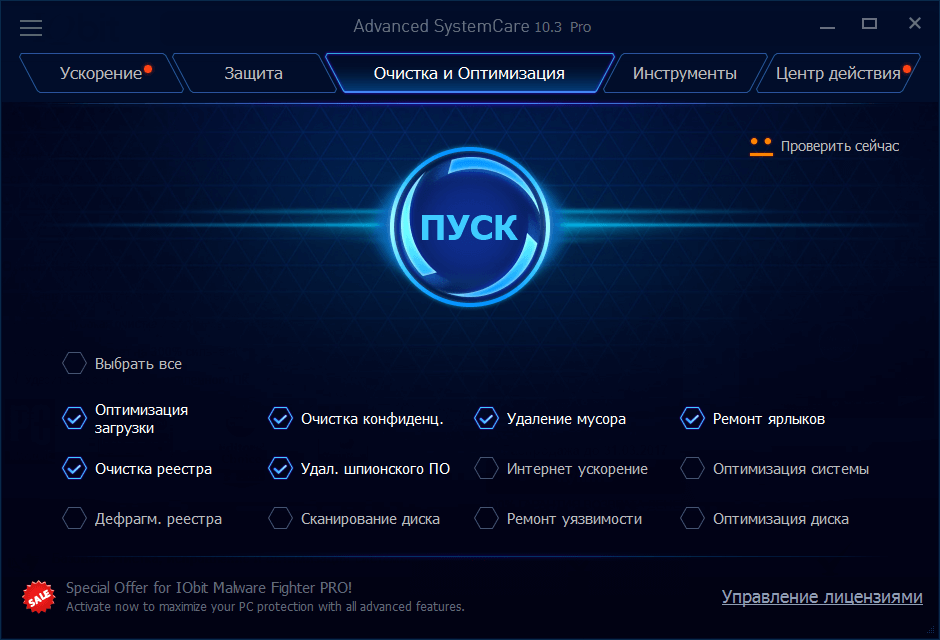 Advanced SystemCare 10.3 Pro
Ускорение
Защита
Очистка и Оптимизация
Инструменты
Центр действия
Проверить сейчас
ПУСК
Выбрать все
Оптимизация
загрузки
Очистка конфиденц.
Удаление мусора
Ремонт ярлыков
Очистка реестра
Удал. шпионского ПО
Интернет ускорение
Оптимизация системы
Дефрагм. реестра
Сканирование диска
Ремонт уязвимости
Оптимизация диска
SALE
Special Offer for IObit Malware Fighter PRO!
Activate now to maximize your PC protection with all advanced features.
Управление лицензиями